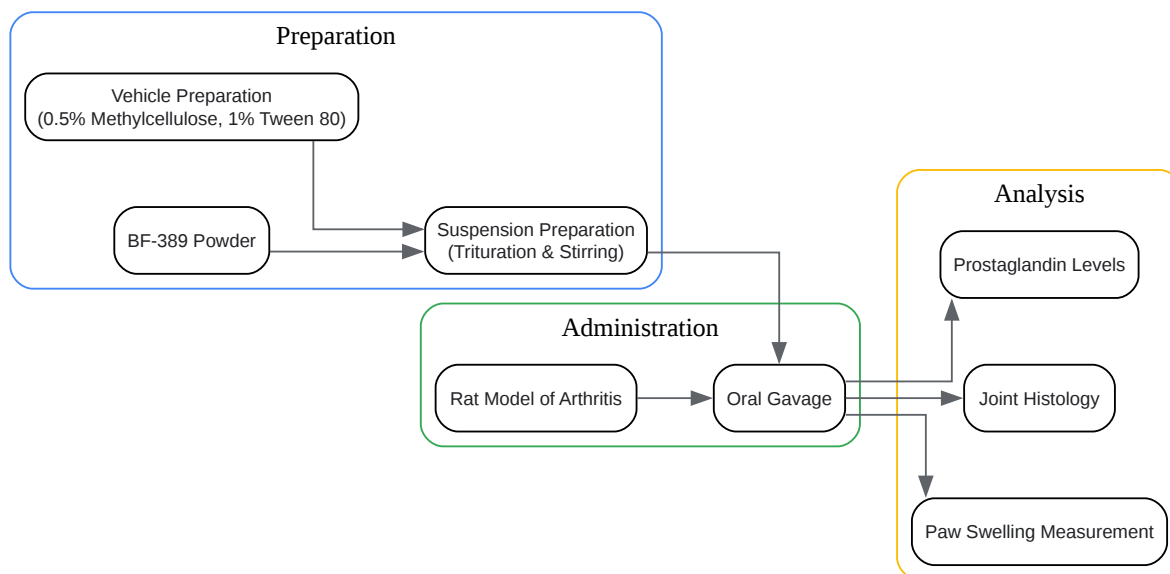 Preparation
Vehicle Preparation
(0.5% Methylcellulose, 1% Tween 80)
BF-389 Powder
Suspension Preparation
(Trituration & Stirring)
Administration
Rat Model of Arthritis
Oral Gavage
Analysis
Prostaglandin Levels
Joint Histology
Paw Swelling Measurement